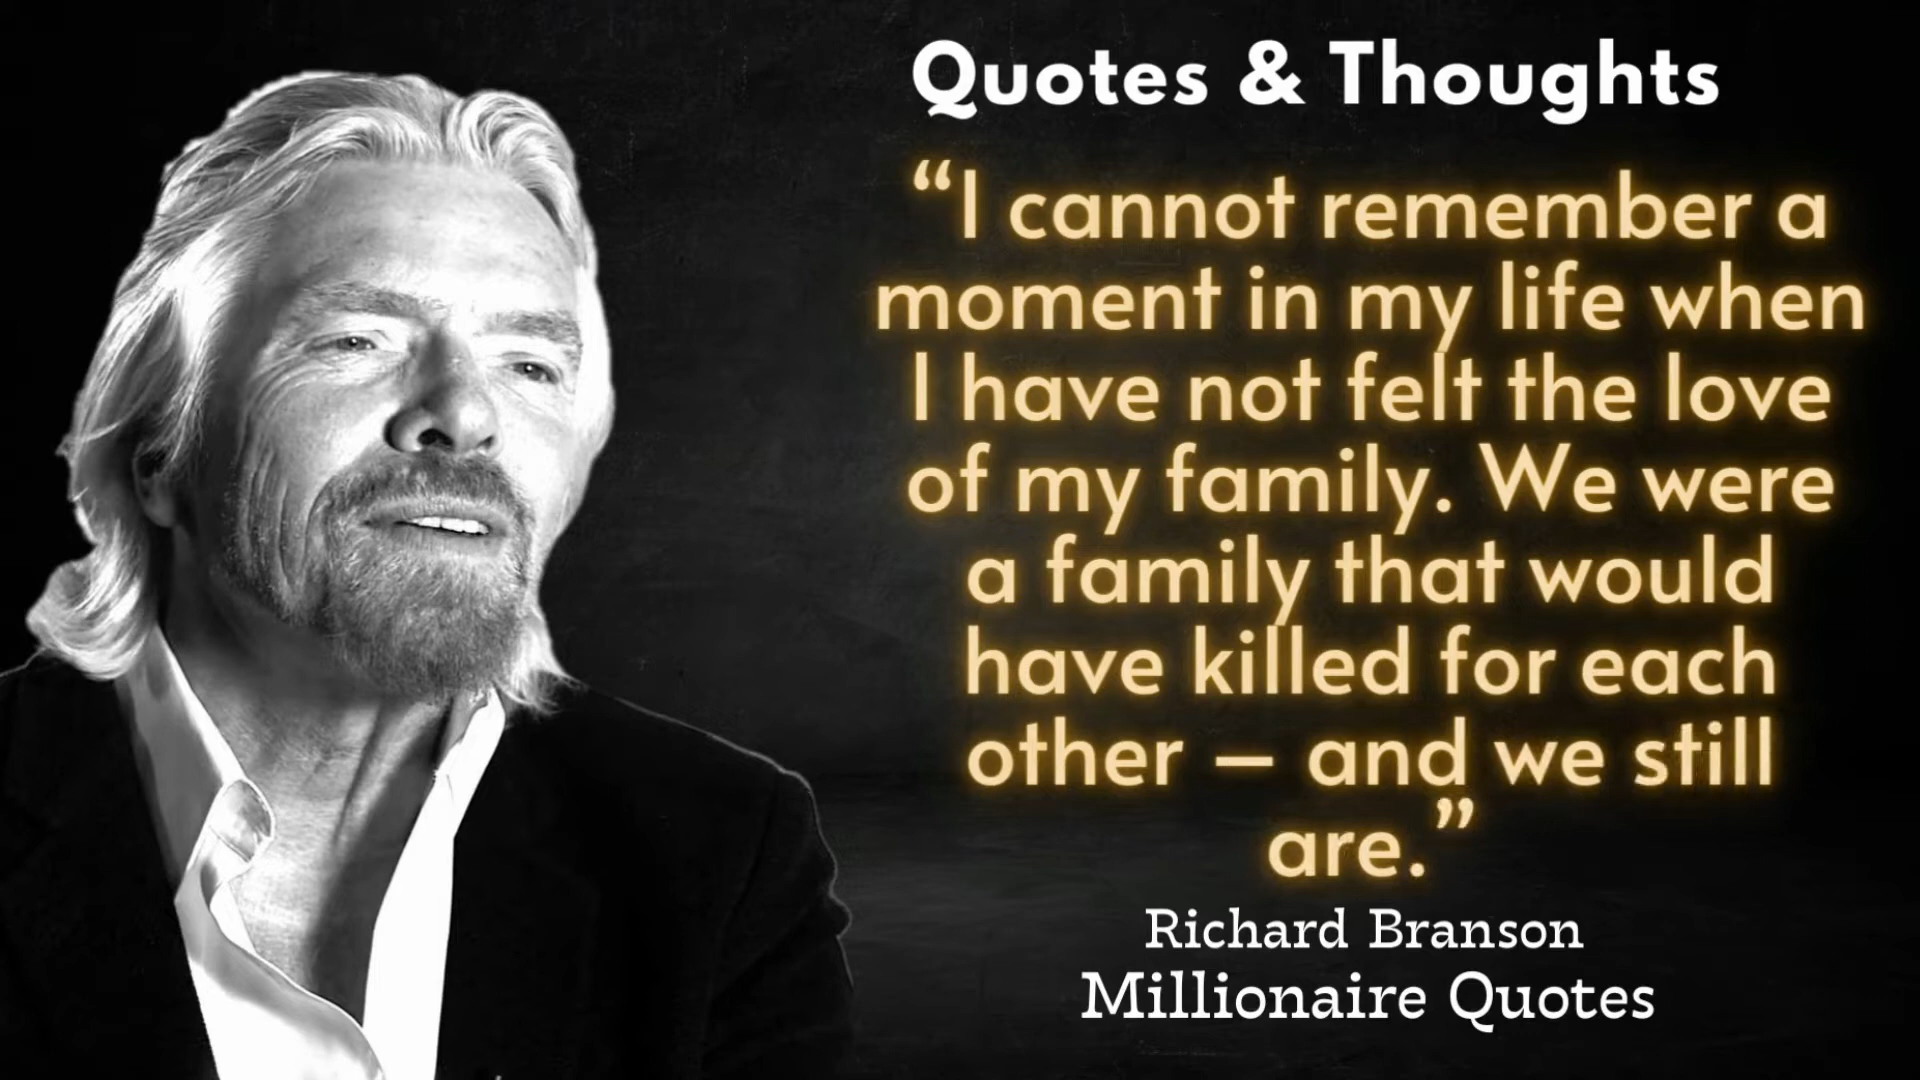 Quotes & Thoughts
“I cannot remember a
moment in my life when
I have not felt the love
of my family. We were
a family that would
have killed for each
other – and we still
are.”
Richard Branson
Millionaire Quotes